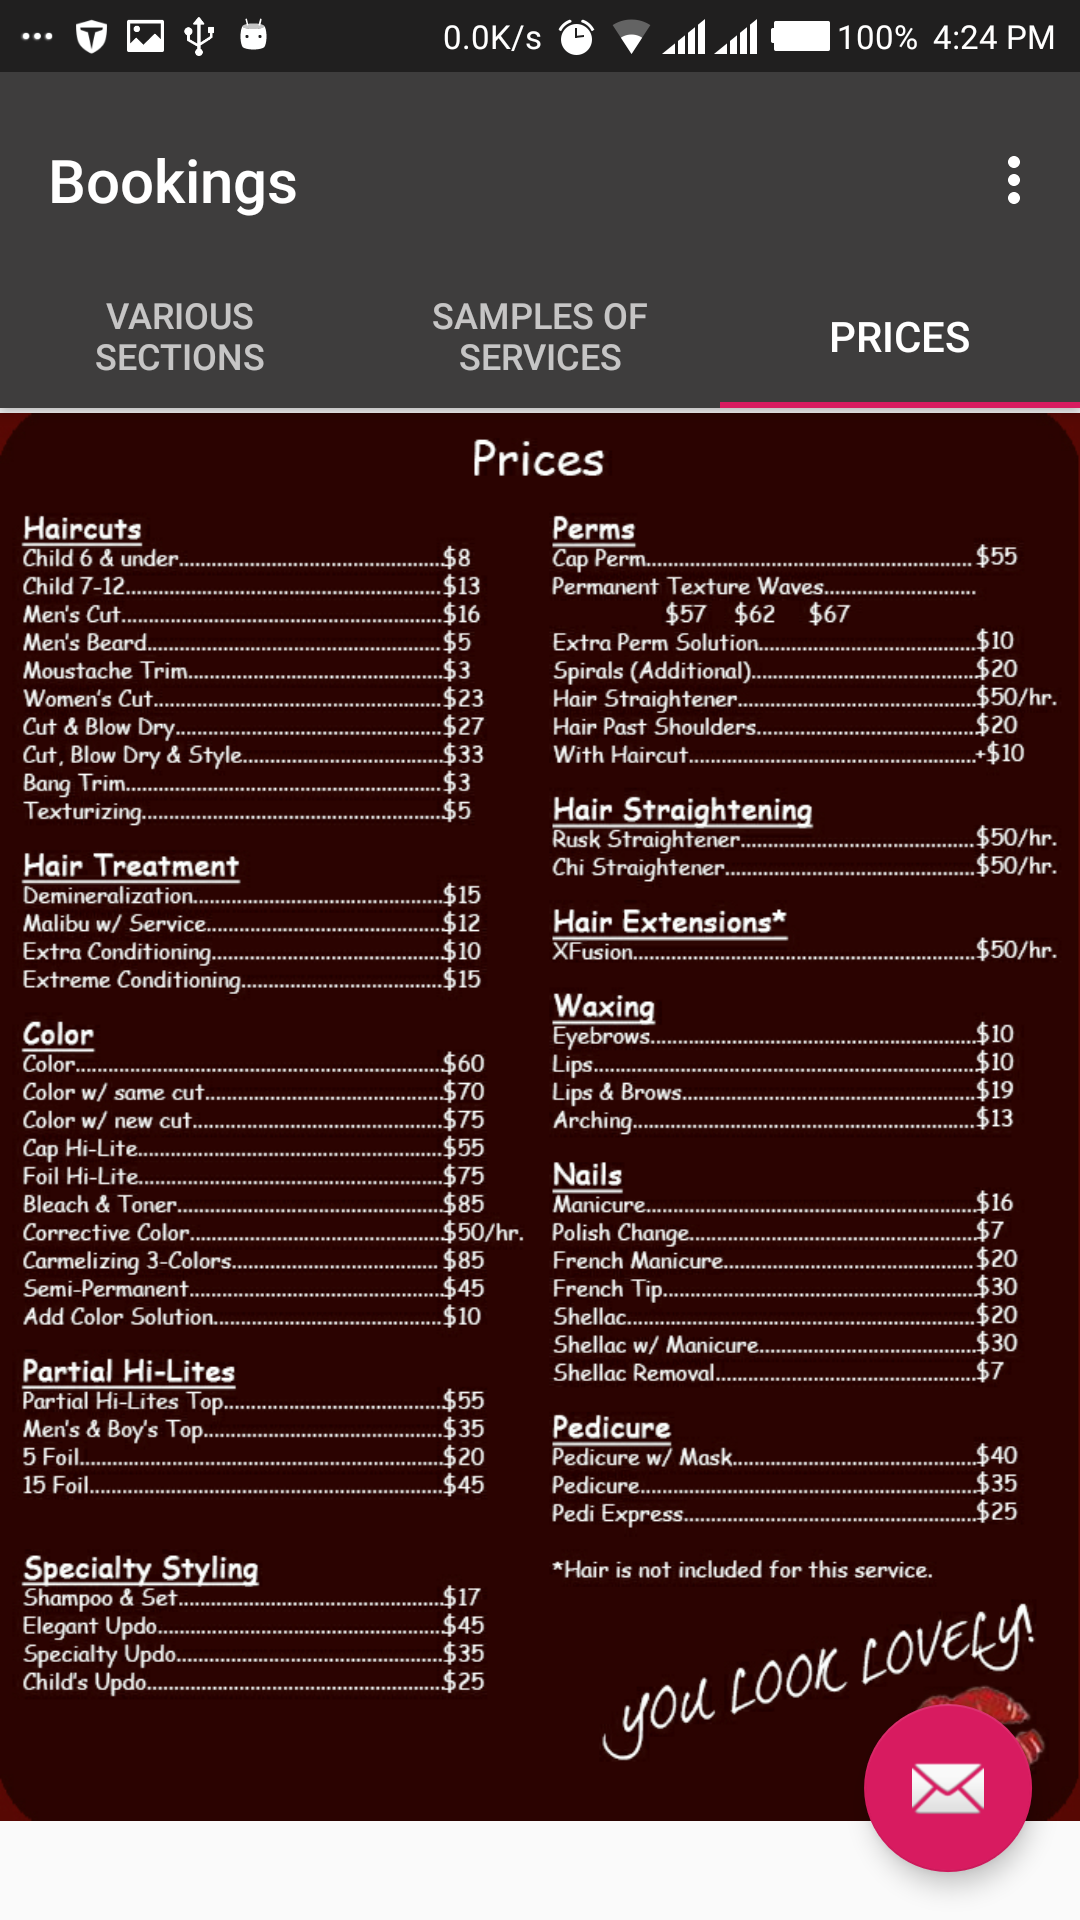 0.0K/s 100% 4:24 PM
Bookings
VARIOUS SECTIONS
SAMPLES OF SERVICES
PRICES
Prices
Haircuts
Child 6 & under $8
Child 7-12 $13
Men's Cut $16
Men's Beard $5
Moustache Trim $3
Women's Cut $23
Cut & Blow Dry $27
Cut, Blow Dry & Style $33
Bang Trim $3
Texturizing $5
Hair Treatment
Demineralization $15
Malibu w/ Service $12
Extra Conditioning $10
Extreme Conditioning $15
Color
Color $60
Color w/ same cut $70
Color w/ new cut $75
Cap Hi-Lite $55
Foil Hi-Lite $75
Bleach & Toner $85
Corrective Color $50/hr.
Carmelizing 3-Colors $85
Semi-Permanent $45
Add Color Solution $10
Partial Hi-Lites
Partial Hi-Lites Top $55
Men's & Boy's Top $35
5 Foil $20
15 Foil $45
Specialty Styling
Shampoo & Set $17
Elegant Updo $45
Specialty Updo $35
Child's Updo $25
Perms
Cap Perm $55
Permanent Texture Waves
$57 $62 $67
Extra Perm Solution $10
Spirals (Additional) $20
Hair Straightener $50/hr.
Hair Past Shoulders $20
With Haircut +$10
Hair Straightening
Rusk Straightener $50/hr.
Chi Straightener $50/hr.
Hair Extensions*
XFusion $50/hr.
Waxing
Eyebrows $10
Lips $10
Lips & Brows $19
Arching $13
Nails
Manicure $16
Polish Change $7
French Manicure $20
French Tip $30
Shellac $20
Shellac w/ Manicure $30
Shellac Removal $7
Pedicure
Pedicure w/ Mask $40
Pedicure $35
Pedi Express $25
*Hair is not included for this service.
YOU LOOK LOVELY!